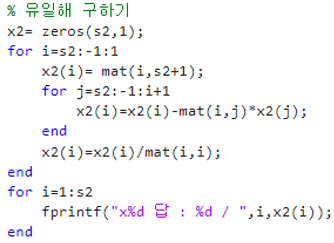 % 유일해 구하기
x2= zeros(s2,1);
for i=s2:-1:1
    x2(i)= mat(i,s2+1);
    for j=s2:-1:i+1
        x2(i)=x2(i)-mat(i,j)*x2(j);
    end
    x2(i)=x2(i)/mat(i,i);
end
for i=1:s2
    fprintf("x%d 답 : %d / ",i,x2(i));
end